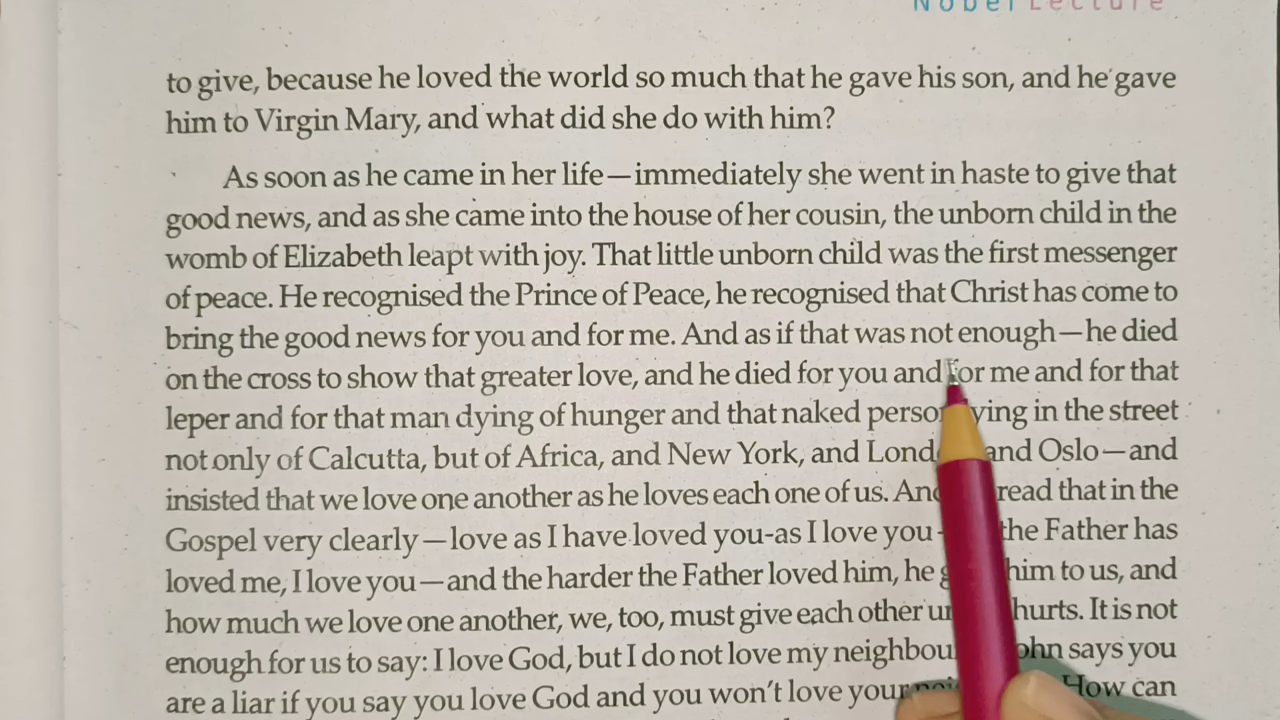 Nobel Lecture
to give, because he loved the world so much that he gave his son, and he gave
him to Virgin Mary, and what did she do with him?
As soon as he came in her life—immediately she went in haste to give that
good news, and as she came into the house of her cousin, the unborn child in the
womb of Elizabeth leapt with joy. That little unborn child was the first messenger
of peace. He recognised the Prince of Peace, he recognised that Christ has come to
bring the good news for you and for me. And as if that was not enough—he died
on the cross to show that greater love, and he died for you and for me and for that
leper and for that man dying of hunger and that naked person lying in the street
not only of Calcutta, but of Africa, and New York, and London and Oslo—and
insisted that we love one another as he loves each one of us. And read that in the
Gospel very clearly—love as I have loved you-as I love you- the Father has
loved me, I love you—and the harder the Father loved him, he him to us, and
how much we love one another, we, too, must give each other hurts. It is not
enough for us to say: I love God, but I do not love my neighbour John says you
are a liar if you say you love God and you won't love your How can